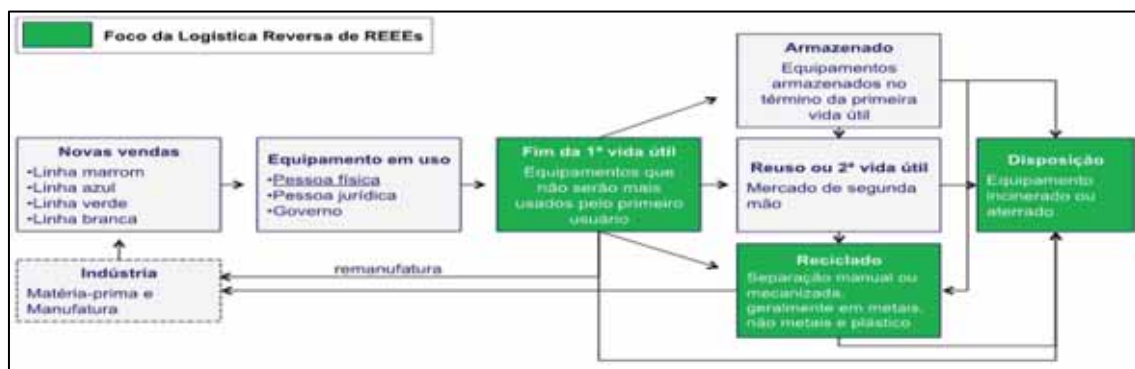 Foco da Logística Reversa de REEEs
Armazenado
Equipamentos
armazenados no
término da primeira
vida útil
Novas vendas
•Linha marrom
•Linha azul
•Linha verde
•Linha branca
Equipamento em uso
•Pessoa física
•Pessoa jurídica
•Governo
Fim da 1ª vida útil
Equipamentos que
não serão mais
usados pelo primeiro
usuário
Reuso ou 2ª vida útil
Mercado de segunda
mão
Disposição
Equipamento
incinerado ou
aterrado
Indústria
Matéria-prima e
Manufatura
remanufatura
Reciclado
Separação manual ou
mecanizada,
geralmente em metais,
não metais e plástico